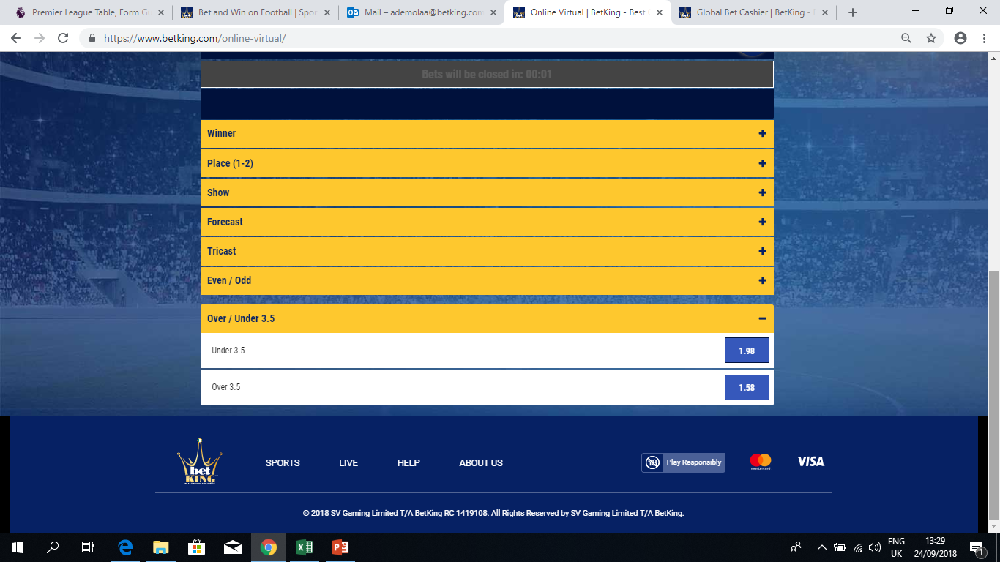 Premier League Table, Form Gu
Bet and Win on Football | Spor
Mail – ademolaa@betking.com
Online Virtual | BetKing - Best
Global Bet Cashier | BetKing -
https://www.betking.com/online-virtual/
Bets will be closed in: 00:01
Winner
Place (1-2)
Show
Forecast
Tricast
Even / Odd
Over / Under 3.5
Under 3.5 1.98
Over 3.5 1.58
bet
KING
SPORTS LIVE HELP ABOUT US
18 Play Responsibly
mastercard
VISA
© 2018 SV Gaming Limited T/A BetKing RC 1419108. All Rights Reserved by SV Gaming Limited T/A BetKing.
ENG 13:29
UK 24/09/2018
1